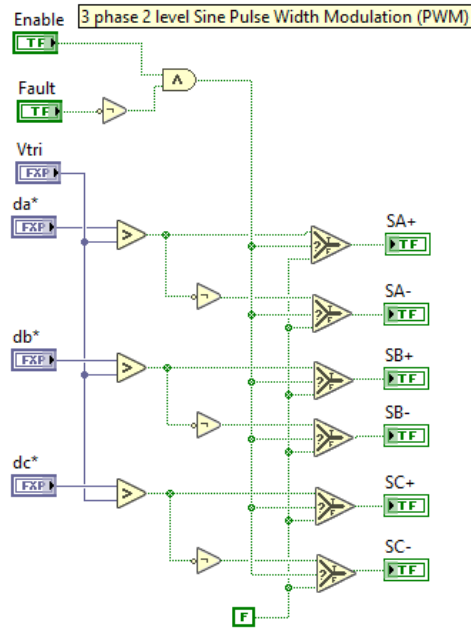 3 phase 2 level Sine Pulse Width Modulation (PWM)
Enable
TF
Λ
Fault
TF
¬
Vtri
FXP
da*
FXP
>
? T F
SA+
TF
¬
? T F
SA-
TF
db*
FXP
>
? T F
SB+
TF
¬
? T F
SB-
TF
dc*
FXP
>
? T F
SC+
TF
¬
? T F
SC-
TF
F